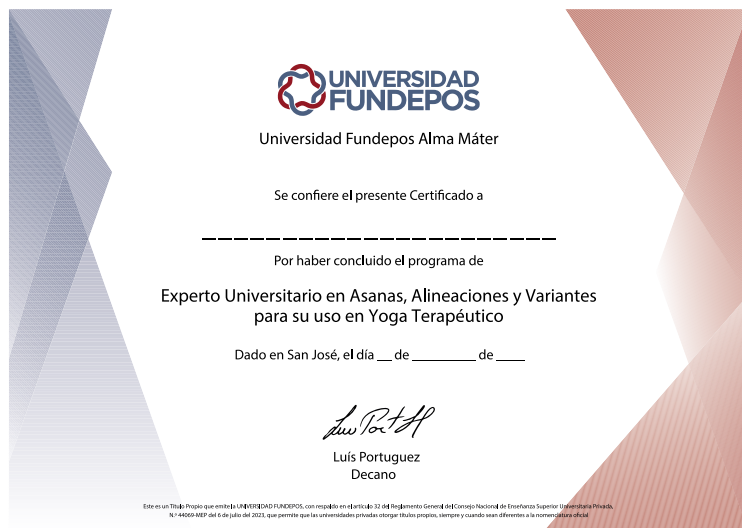 UNIVERSIDAD
FUNDEPOS
Universidad Fundepos Alma Máter
Se confiere el presente Certificado a
_ _ _ _ _ _ _ _ _ _ _ _ _ _ _ _ _ _ _ _ _ _
Por haber concluido el programa de
Experto Universitario en Asanas, Alineaciones y Variantes
para su uso en Yoga Terapéutico
Dado en San José, el día __ de _________ de ____
Luís Portuguez
Decano
Este es un Título Propio que emite la UNIVERSIDAD FUNDEPOS, con respaldo en el artículo 32 del Reglamento General del Consejo Nacional de Enseñanza Superior Universitaria Privada,
N.º 44069-MEP del 6 de julio del 2023, que permite que las universidades privadas otorgar títulos propios, siempre y cuando sean diferentes a la nomenclatura oficial